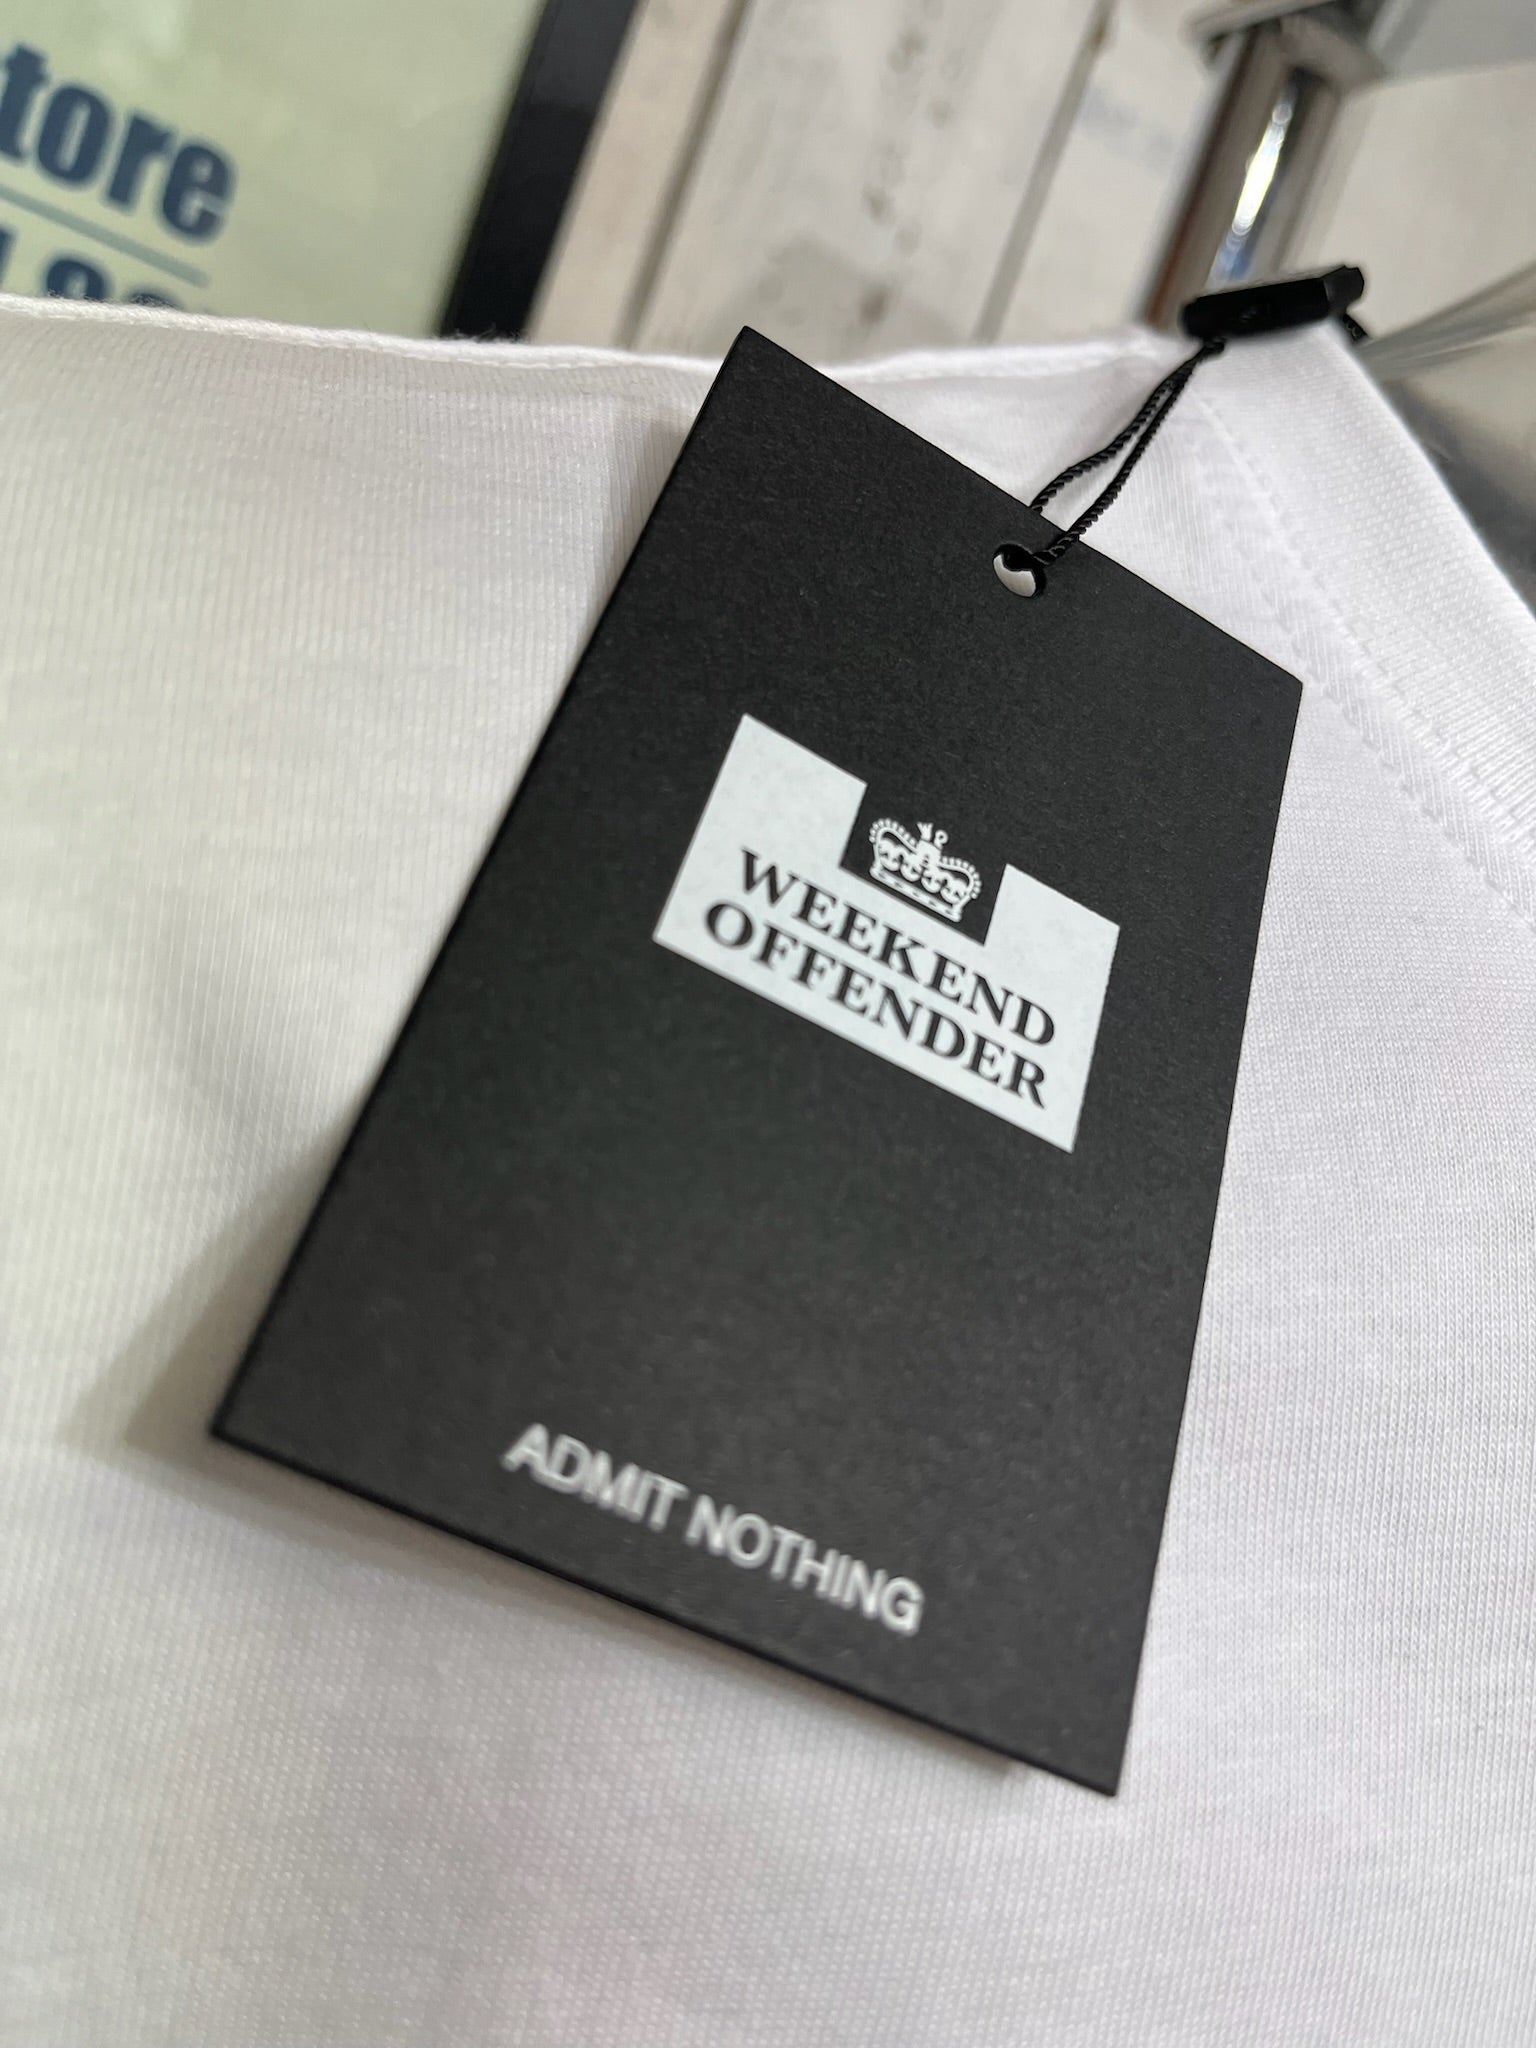 tore
WEEKEND
OFFENDER
ADMIT NOTHING